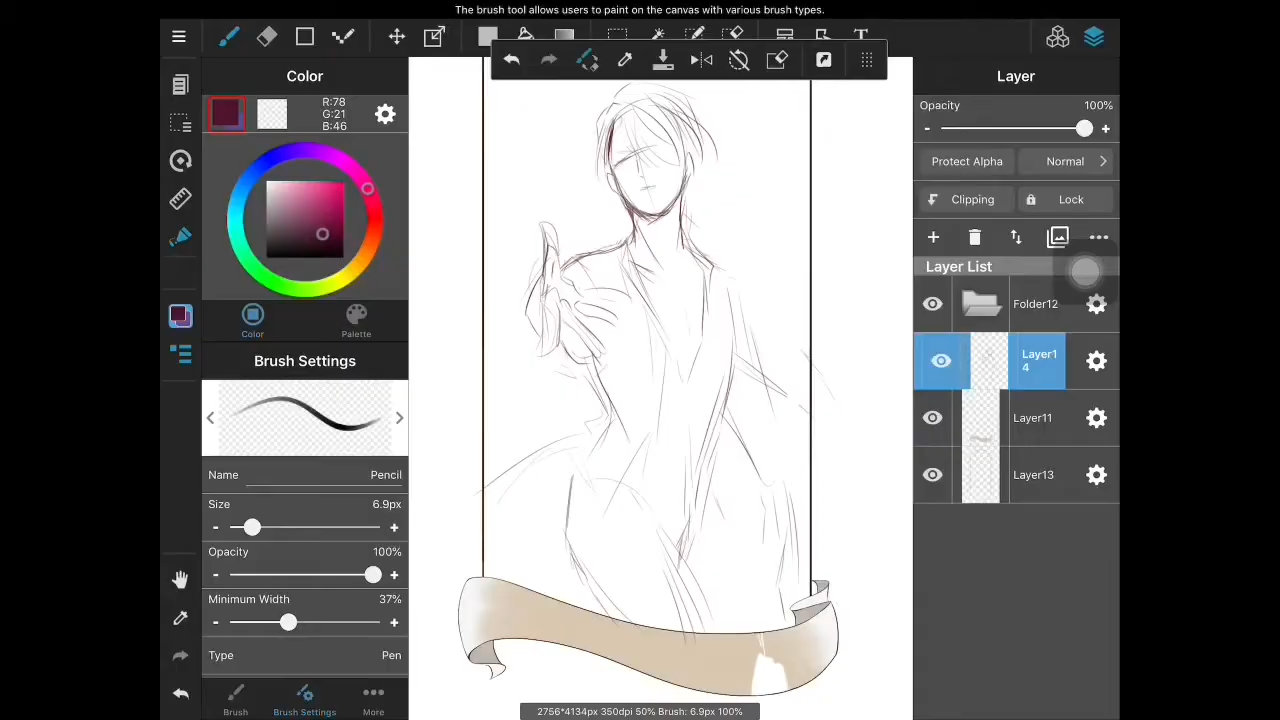 The brush tool allows users to paint on the canvas with various brush types.
T
Color
R:78
G:21
B:46
Color
Palette
Brush Settings
Name Pencil
Size 6.9px
- +
Opacity 100%
- +
Minimum Width 37%
- +
Type Pen
Brush
Brush Settings
More
2756*4134px 350dpi 50% Brush: 6.9px 100%
Layer
Opacity 100%
- +
Protect Alpha Normal
Clipping Lock
Layer List
Folder12
Layer1
4
Layer11
Layer13